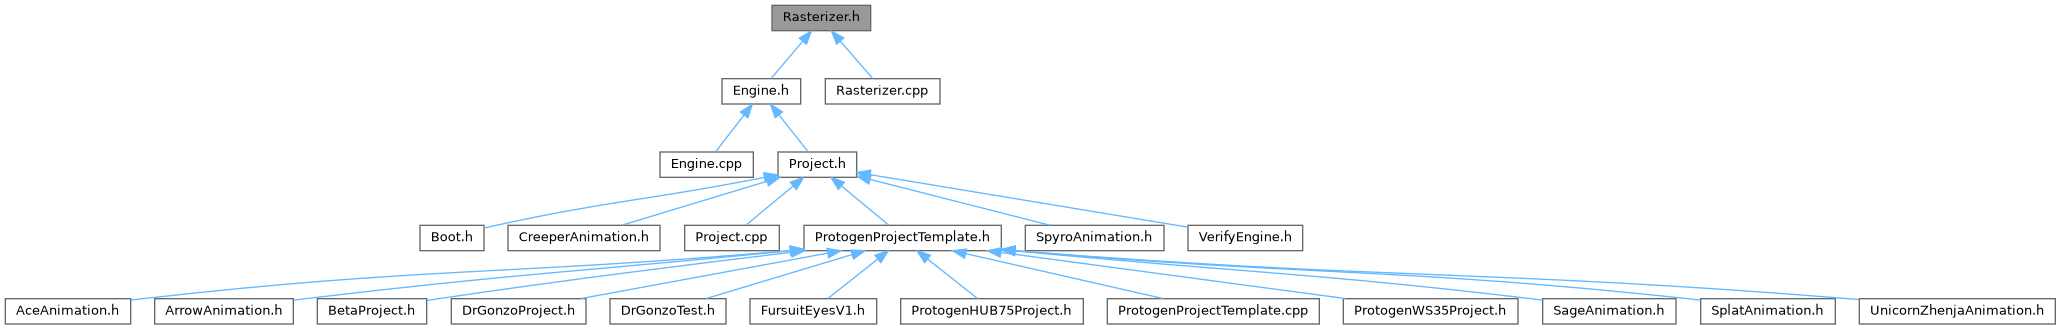 Rasterizer.h
Engine.h
Rasterizer.cpp
Engine.cpp
Project.h
Boot.h
CreeperAnimation.h
Project.cpp
ProtogenProjectTemplate.h
SpyroAnimation.h
VerifyEngine.h
AceAnimation.h
ArrowAnimation.h
BetaProject.h
DrGonzoProject.h
DrGonzoTest.h
FursuitEyesV1.h
ProtogenHUB75Project.h
ProtogenProjectTemplate.cpp
ProtogenWS35Project.h
SageAnimation.h
SplatAnimation.h
UnicornZhenjaAnimation.h